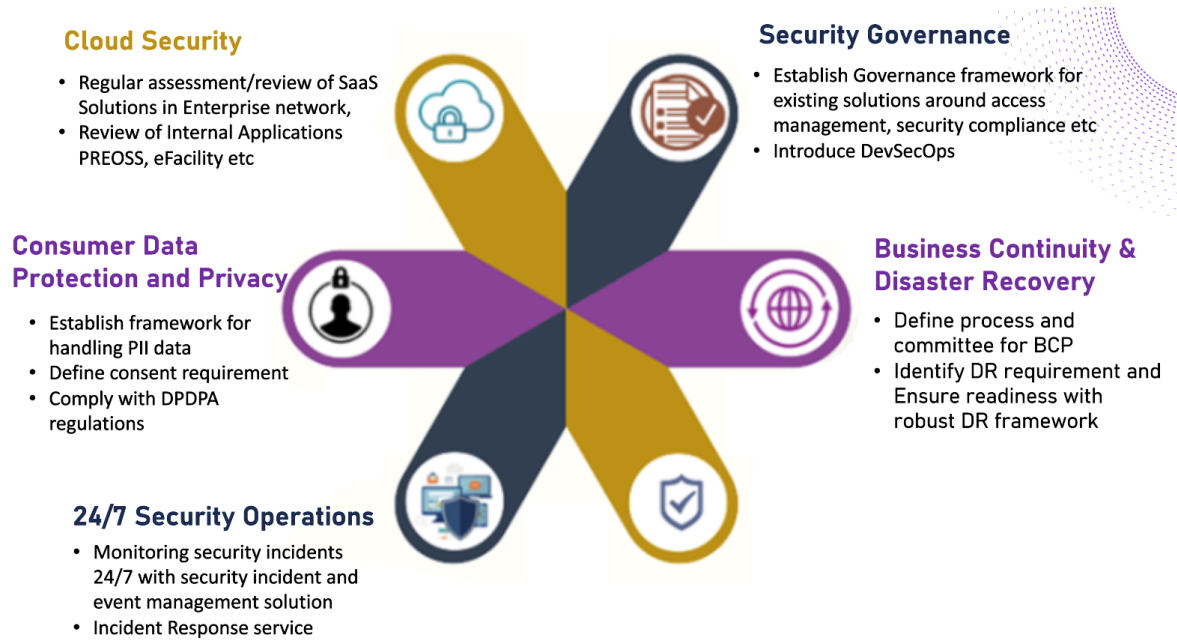 Cloud Security
• Regular assessment/review of SaaS
Solutions in Enterprise network,
• Review of Internal Applications
PREOSS, eFacility etc
Security Governance
• Establish Governance framework for
existing solutions around access
management, security compliance etc
• Introduce DevSecOps
Consumer Data
Protection and Privacy
• Establish framework for
handling PII data
• Define consent requirement
• Comply with DPDPA
regulations
Business Continuity &
Disaster Recovery
• Define process and
committee for BCP
• Identify DR requirement and
Ensure readiness with
robust DR framework
24/7 Security Operations
• Monitoring security incidents
24/7 with security incident and
event management solution
• Incident Response service